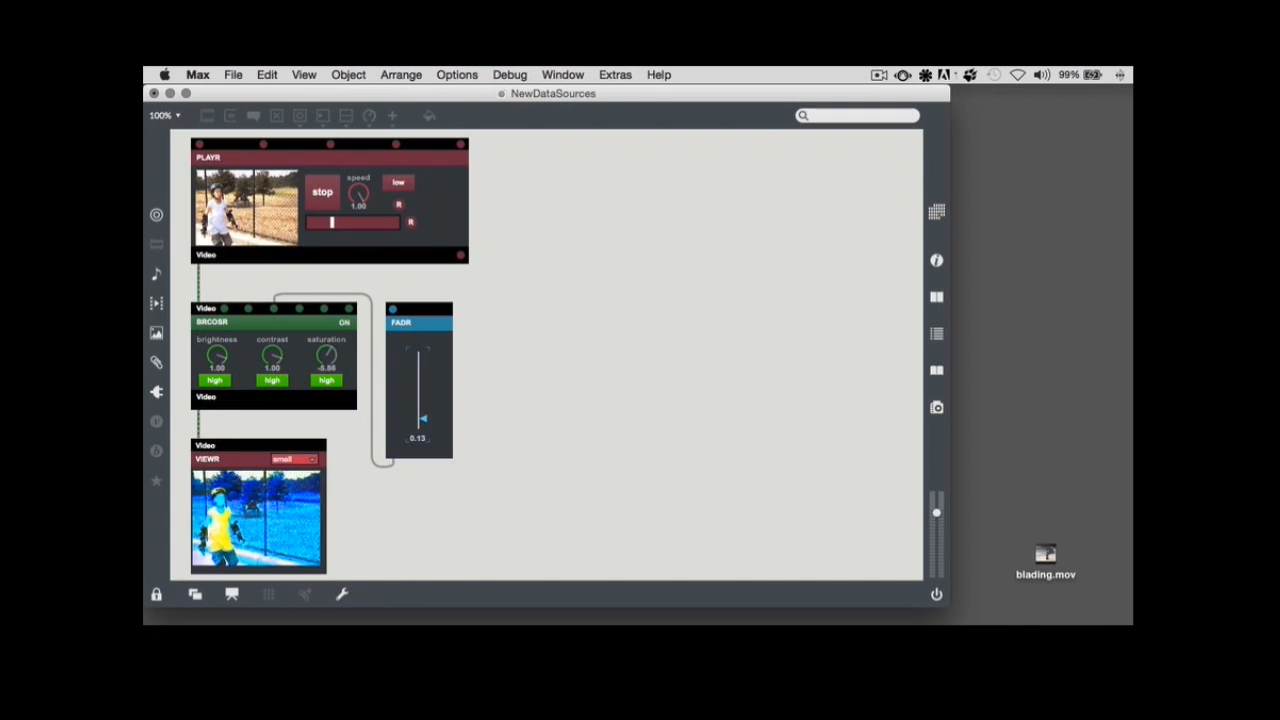 Max File Edit View Object Arrange Options Debug Window Extras Help 99%
NewDataSources
100%
PLAYR
stop speed low
1.00 R
R
Video
Video
BRCOSR ON
brightness contrast saturation
1.00 1.00 -5.86
high high high
Video
FADR
0.13
Video
VIEWR small
blading.mov